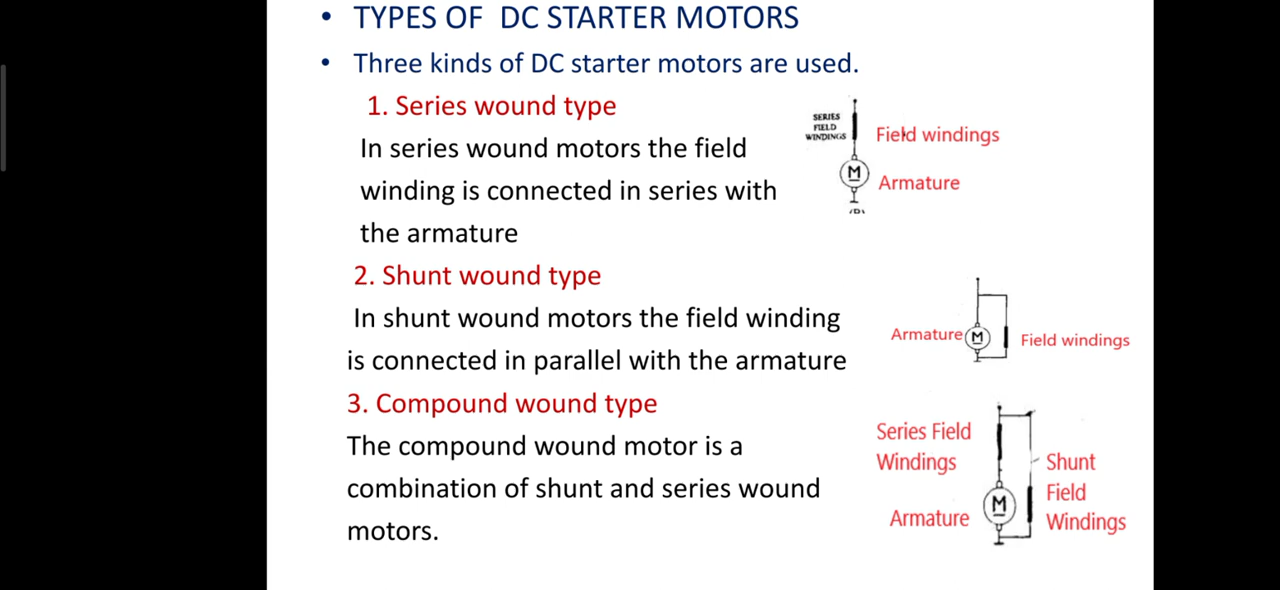 • TYPES OF DC STARTER MOTORS
• Three kinds of DC starter motors are used.
1. Series wound type
In series wound motors the field
winding is connected in series with
the armature
SERIES
FIELD
WINDINGS
Field windings
M
Armature
2. Shunt wound type
In shunt wound motors the field winding
is connected in parallel with the armature
Armature
M
Field windings
3. Compound wound type
The compound wound motor is a
combination of shunt and series wound
motors.
Series Field
Windings
Armature
M
Shunt
Field
Windings